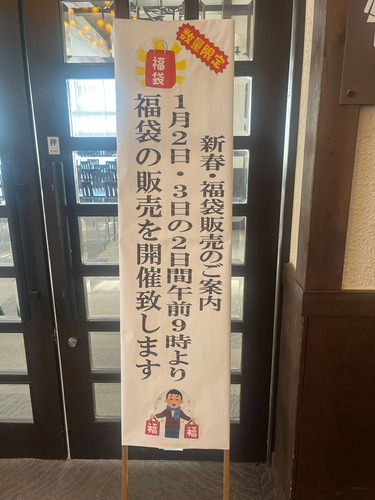 数量限定
福袋
新春・福袋販売のご案内
1月2日・3日の2日間午前9時より
福袋の販売を開催致します
福
福
押